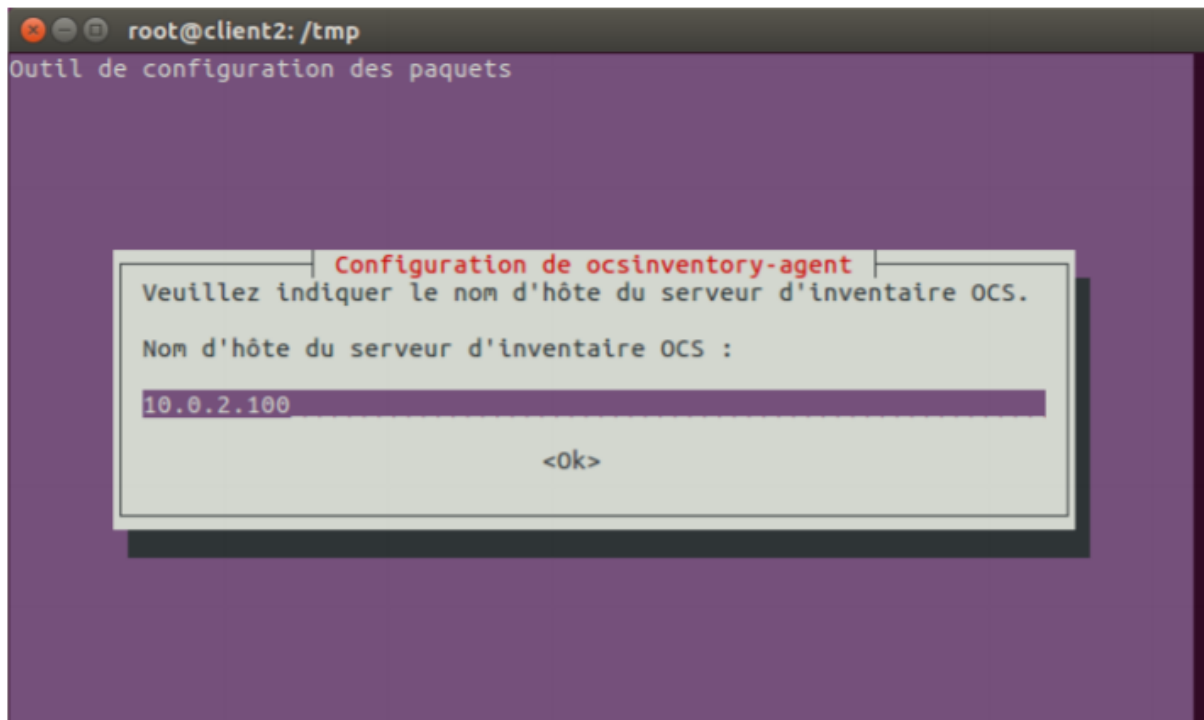 root@client2: /tmp
Outil de configuration des paquets
Configuration de ocsinventory-agent
Veuillez indiquer le nom d'hôte du serveur d'inventaire OCS.
Nom d'hôte du serveur d'inventaire OCS :
10.0.2.100
<Ok>